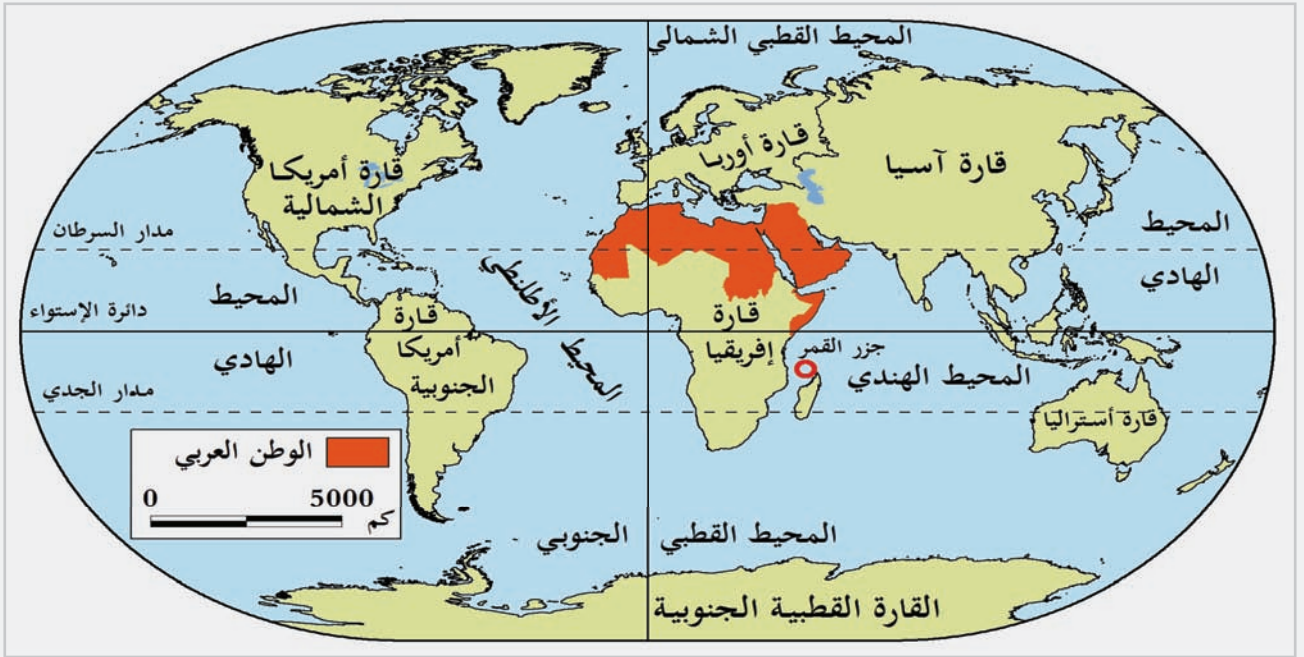 المحيط القطبي الشمالي
قارة أمريكا
الشمالية
قارة أوربا
قارة آسيا
مدار السرطان
المحيط
الهادي
المحيط
الأطلنطي
المحيط
الهادي
دائرة الإستواء
مدار الجدي
قارة
أمريكا
الجنوبية
قارة
إفريقيا
جزر القمر
المحيط الهندي
قارة أستراليا
الوطن العربي
0 5000
كم
المحيط القطبي الجنوبي
القارة القطبية الجنوبية